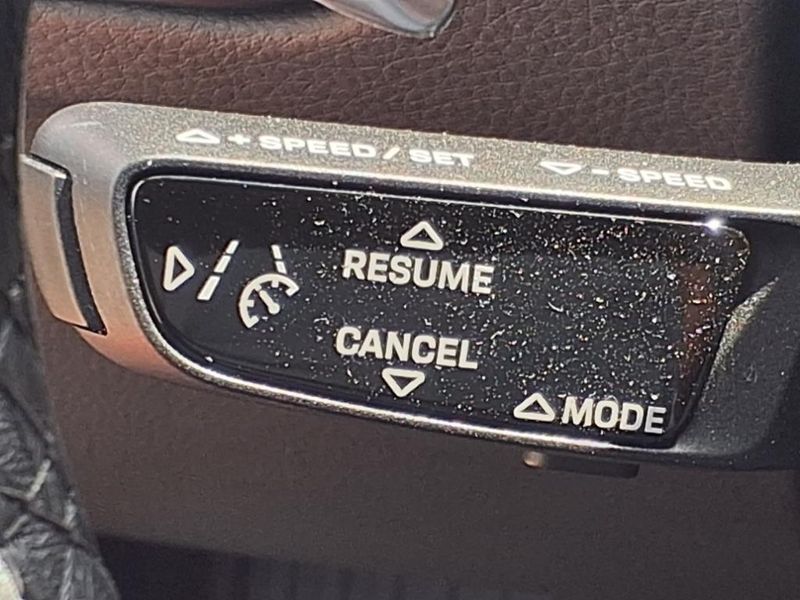 + SPEED / SET
- SPEED
RESUME
CANCEL
MODE